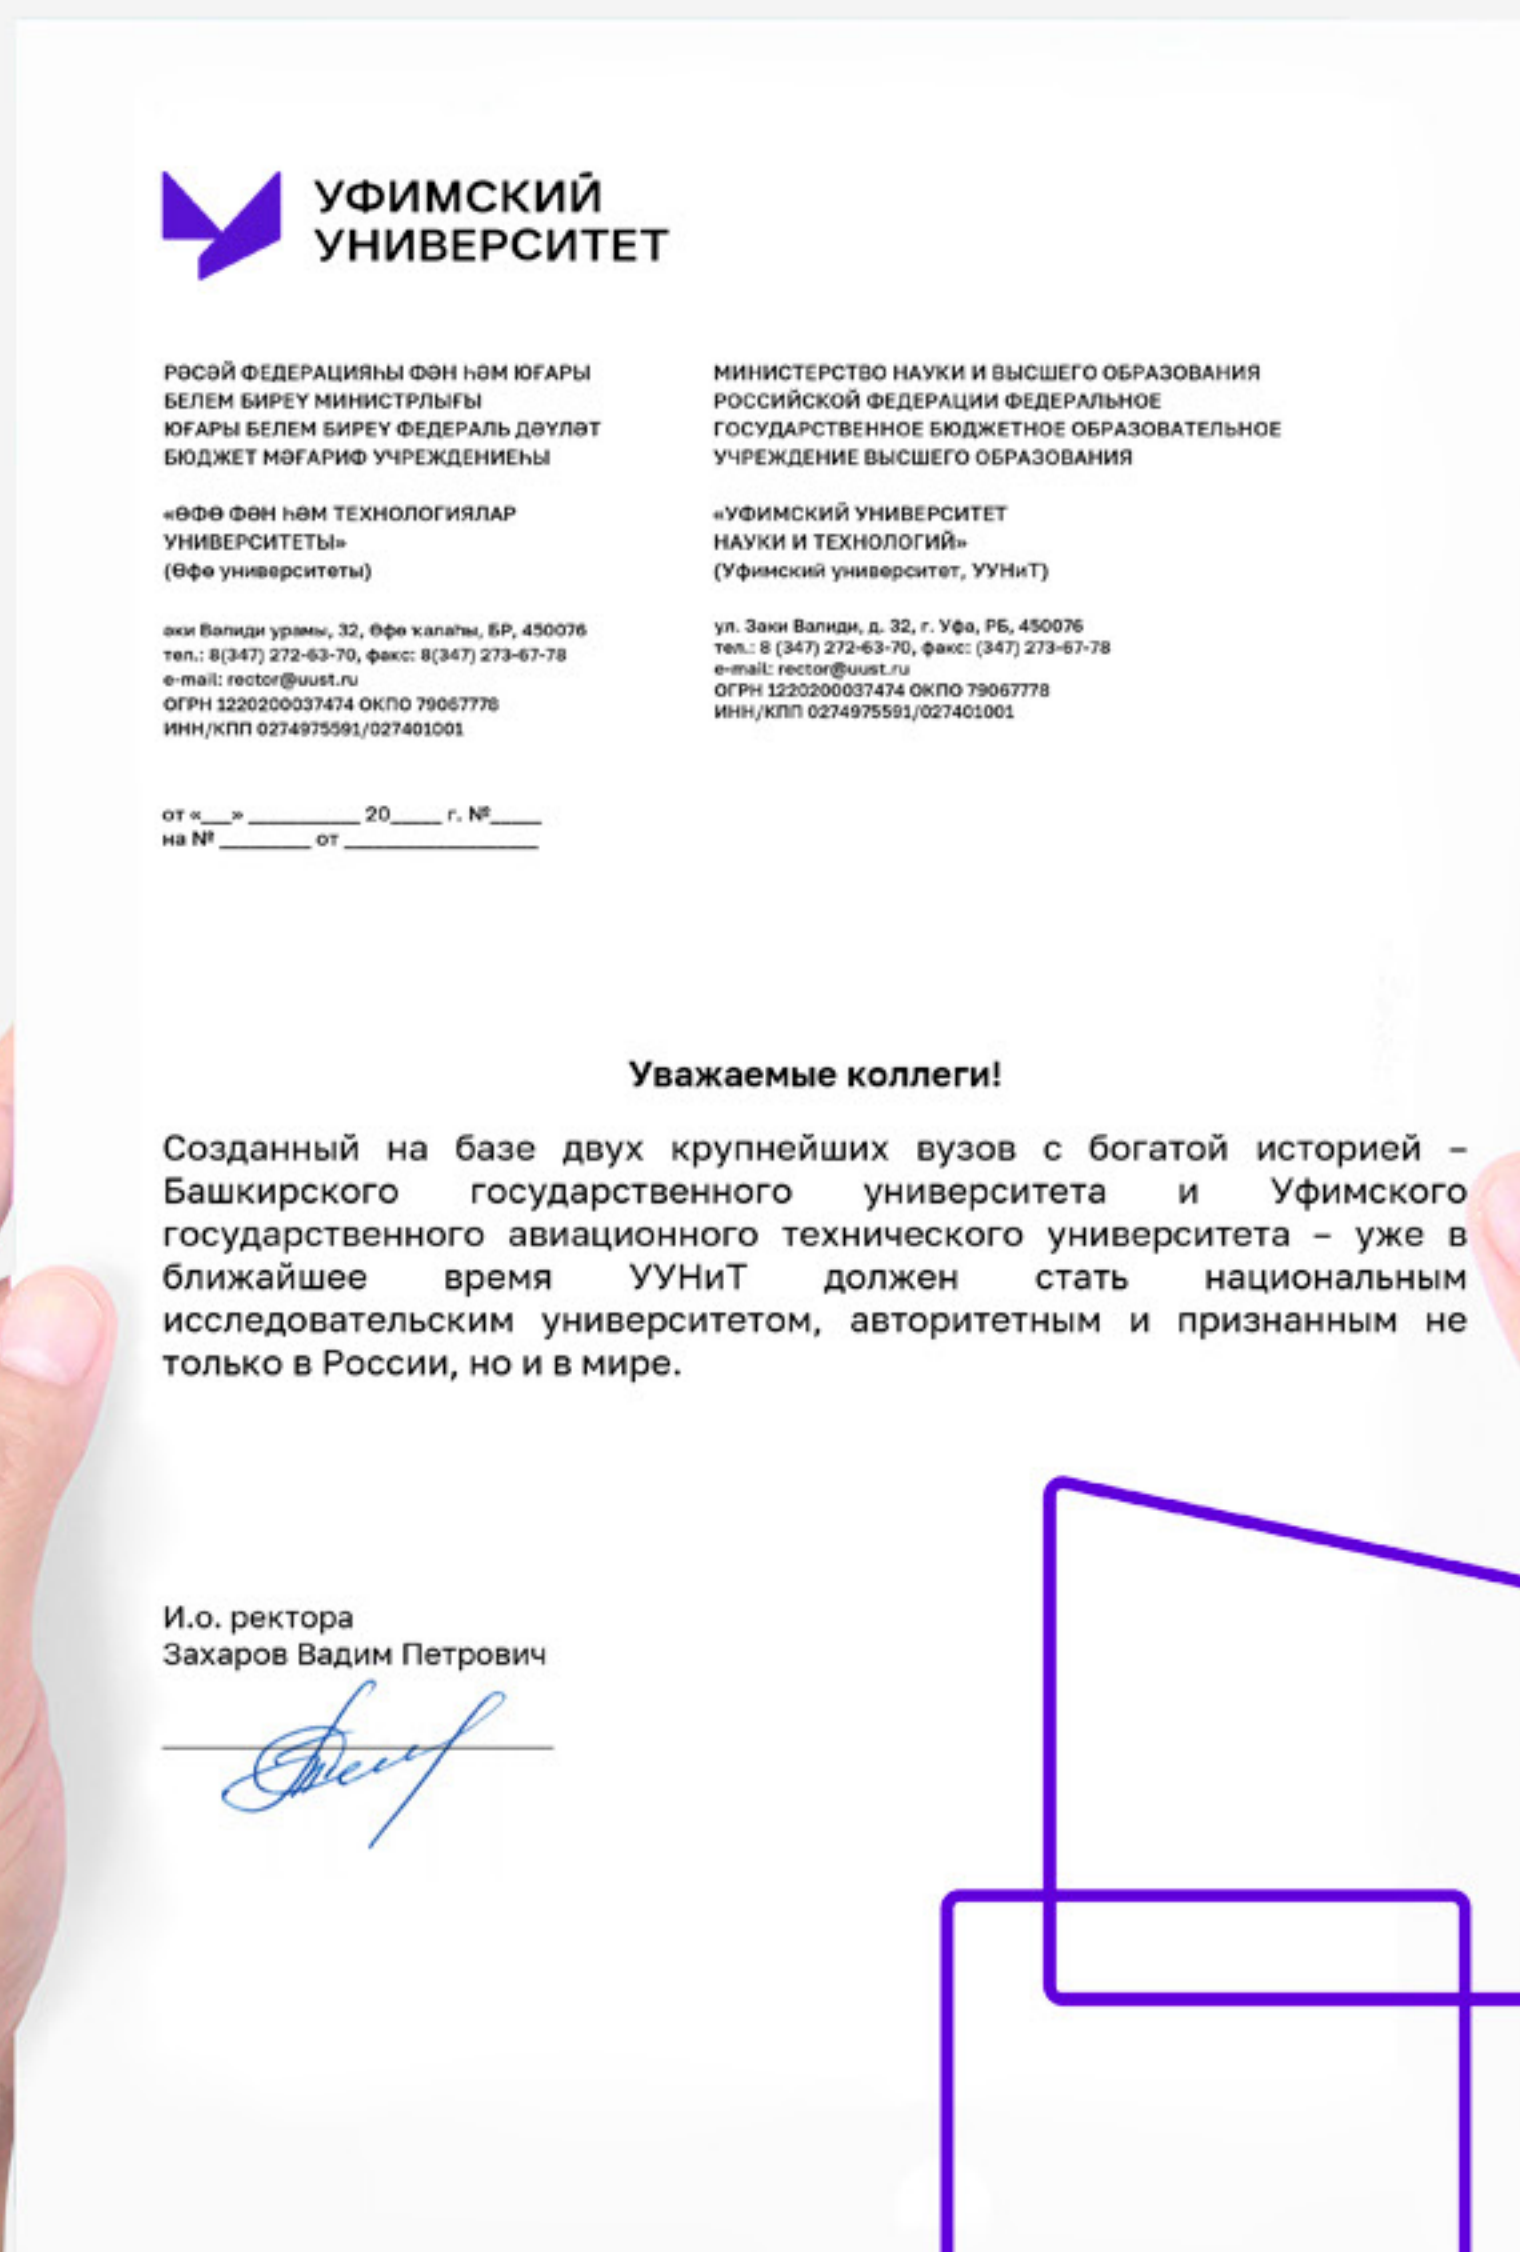 УФИМСКИЙ
УНИВЕРСИТЕТ
РӘСӘЙ ФЕДЕРАЦИЯҺЫ ФӘН ҺӘМ ЮҒАРЫ
БЕЛЕМ БИРЕҮ МИНИСТРЛЫҒЫ
ЮҒАРЫ БЕЛЕМ БИРЕҮ ФЕДЕРАЛЬ ДӘҮЛӘТ
БЮДЖЕТ МӘҒАРИФ УЧРЕЖДЕНИЕҺЫ
«ӨФӨ ФӘН ҺӘМ ТЕХНОЛОГИЯЛАР
УНИВЕРСИТЕТЫ»
(Өфө университеты)
әки Вәлиди урамы, 32, Өфө ҡалаһы, БР, 450076
тел.: 8(347) 272-63-70, факс: 8(347) 273-67-78
e-mail: rector@uust.ru
ОГРН 1220200037474 ОКПО 79067778
ИНН/КПП 0274975591/027401001
МИНИСТЕРСТВО НАУКИ И ВЫСШЕГО ОБРАЗОВАНИЯ
РОССИЙСКОЙ ФЕДЕРАЦИИ ФЕДЕРАЛЬНОЕ
ГОСУДАРСТВЕННОЕ БЮДЖЕТНОЕ ОБРАЗОВАТЕЛЬНОЕ
УЧРЕЖДЕНИЕ ВЫСШЕГО ОБРАЗОВАНИЯ
«УФИМСКИЙ УНИВЕРСИТЕТ
НАУКИ И ТЕХНОЛОГИЙ»
(Уфимский университет, УУНиТ)
ул. Заки Валиди, д. 32, г. Уфа, РБ, 450076
тел.: 8 (347) 272-63-70, факс: (347) 273-67-78
e-mail: rector@uust.ru
ОГРН 1220200037474 ОКПО 79067778
ИНН/КПП 0274975591/027401001
от «___» ___________ 20_____ г. №_____
на № _________ от ___________________
Уважаемые коллеги!
Созданный на базе двух крупнейших вузов с богатой историей –
Башкирского государственного университета и Уфимского
государственного авиационного технического университета – уже в
ближайшее время УУНиТ должен стать национальным
исследовательским университетом, авторитетным и признанным не
только в России, но и в мире.
И.о. ректора
Захаров Вадим Петрович